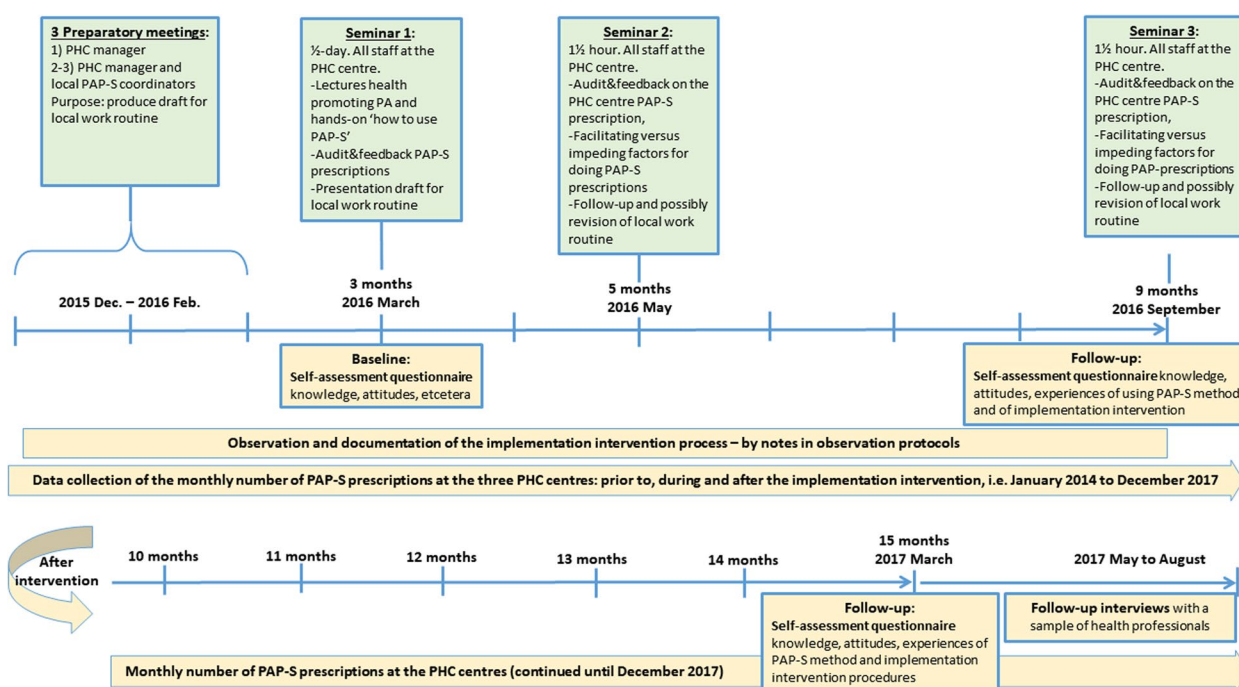 3 Preparatory meetings:
1) PHC manager
2-3) PHC manager and
local PAP-S coordinators
Purpose: produce draft for
local work routine
Seminar 1:
½-day. All staff at the
PHC centre.
-Lectures health
promoting PA and
hands-on ‘how to use
PAP-S’
-Audit&feedback PAP-S
prescriptions
-Presentation draft for
local work routine
Seminar 2:
1½ hour. All staff at the
PHC centre.
-Audit&feedback on the
PHC centre PAP-S
prescription,
-Facilitating versus
impeding factors for
doing PAP-S
prescriptions
-Follow-up and possibly
revision of local work
routine
Seminar 3:
1½ hour. All staff at the
PHC centre.
-Audit&feedback on the
PHC centre PAP-S
prescription,
-Facilitating versus
impeding factors for
doing PAP-prescriptions
-Follow-up and possibly
revision of local work
routine
2015 Dec. – 2016 Feb.
3 months
2016 March
5 months
2016 May
9 months
2016 September
Baseline:
Self-assessment questionnaire
knowledge, attitudes, etcetera
Follow-up:
Self-assessment questionnaire knowledge,
attitudes, experiences of using PAP-S method
and of implementation intervention
Observation and documentation of the implementation intervention process – by notes in observation protocols
Data collection of the monthly number of PAP-S prescriptions at the three PHC centres: prior to, during and after the implementation intervention, i.e. January 2014 to December 2017
After
intervention
10 months
11 months
12 months
13 months
14 months
15 months
2017 March
2017 May to August
Follow-up:
Self-assessment questionnaire
knowledge, attitudes, experiences of
PAP-S method and implementation
intervention procedures
Follow-up interviews with a
sample of health professionals
Monthly number of PAP-S prescriptions at the PHC centres (continued until December 2017)